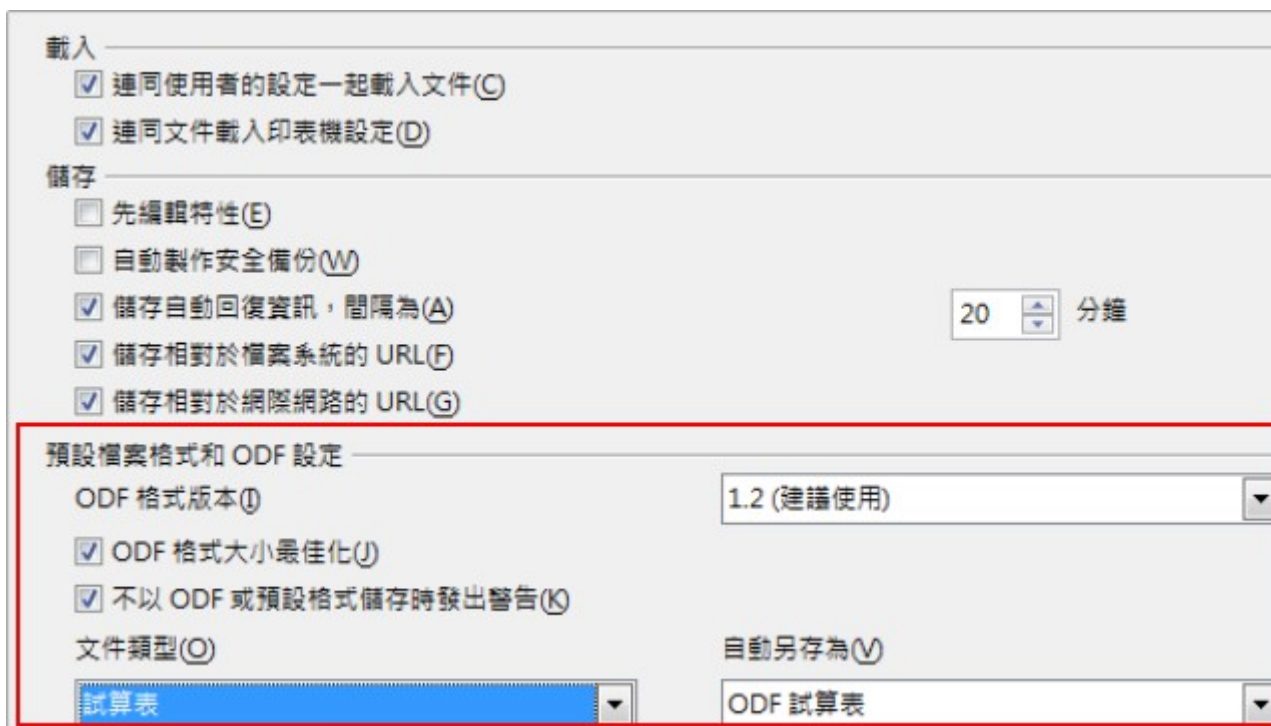 載入
連同使用者的設定一起載入文件(C)
連同文件載入印表機設定(D)
儲存
先編輯特性(E)
自動製作安全備份(W)
儲存自動回復資訊，間隔為(A) 20 分鐘
儲存相對於檔案系統的 URL(F)
儲存相對於網際網路的 URL(G)
預設檔案格式和 ODF 設定
ODF 格式版本(I) 1.2 (建議使用)
ODF 格式大小最佳化(J)
不以 ODF 或預設格式儲存時發出警告(K)
文件類型(O) 自動另存為(V)
試算表 ODF 試算表